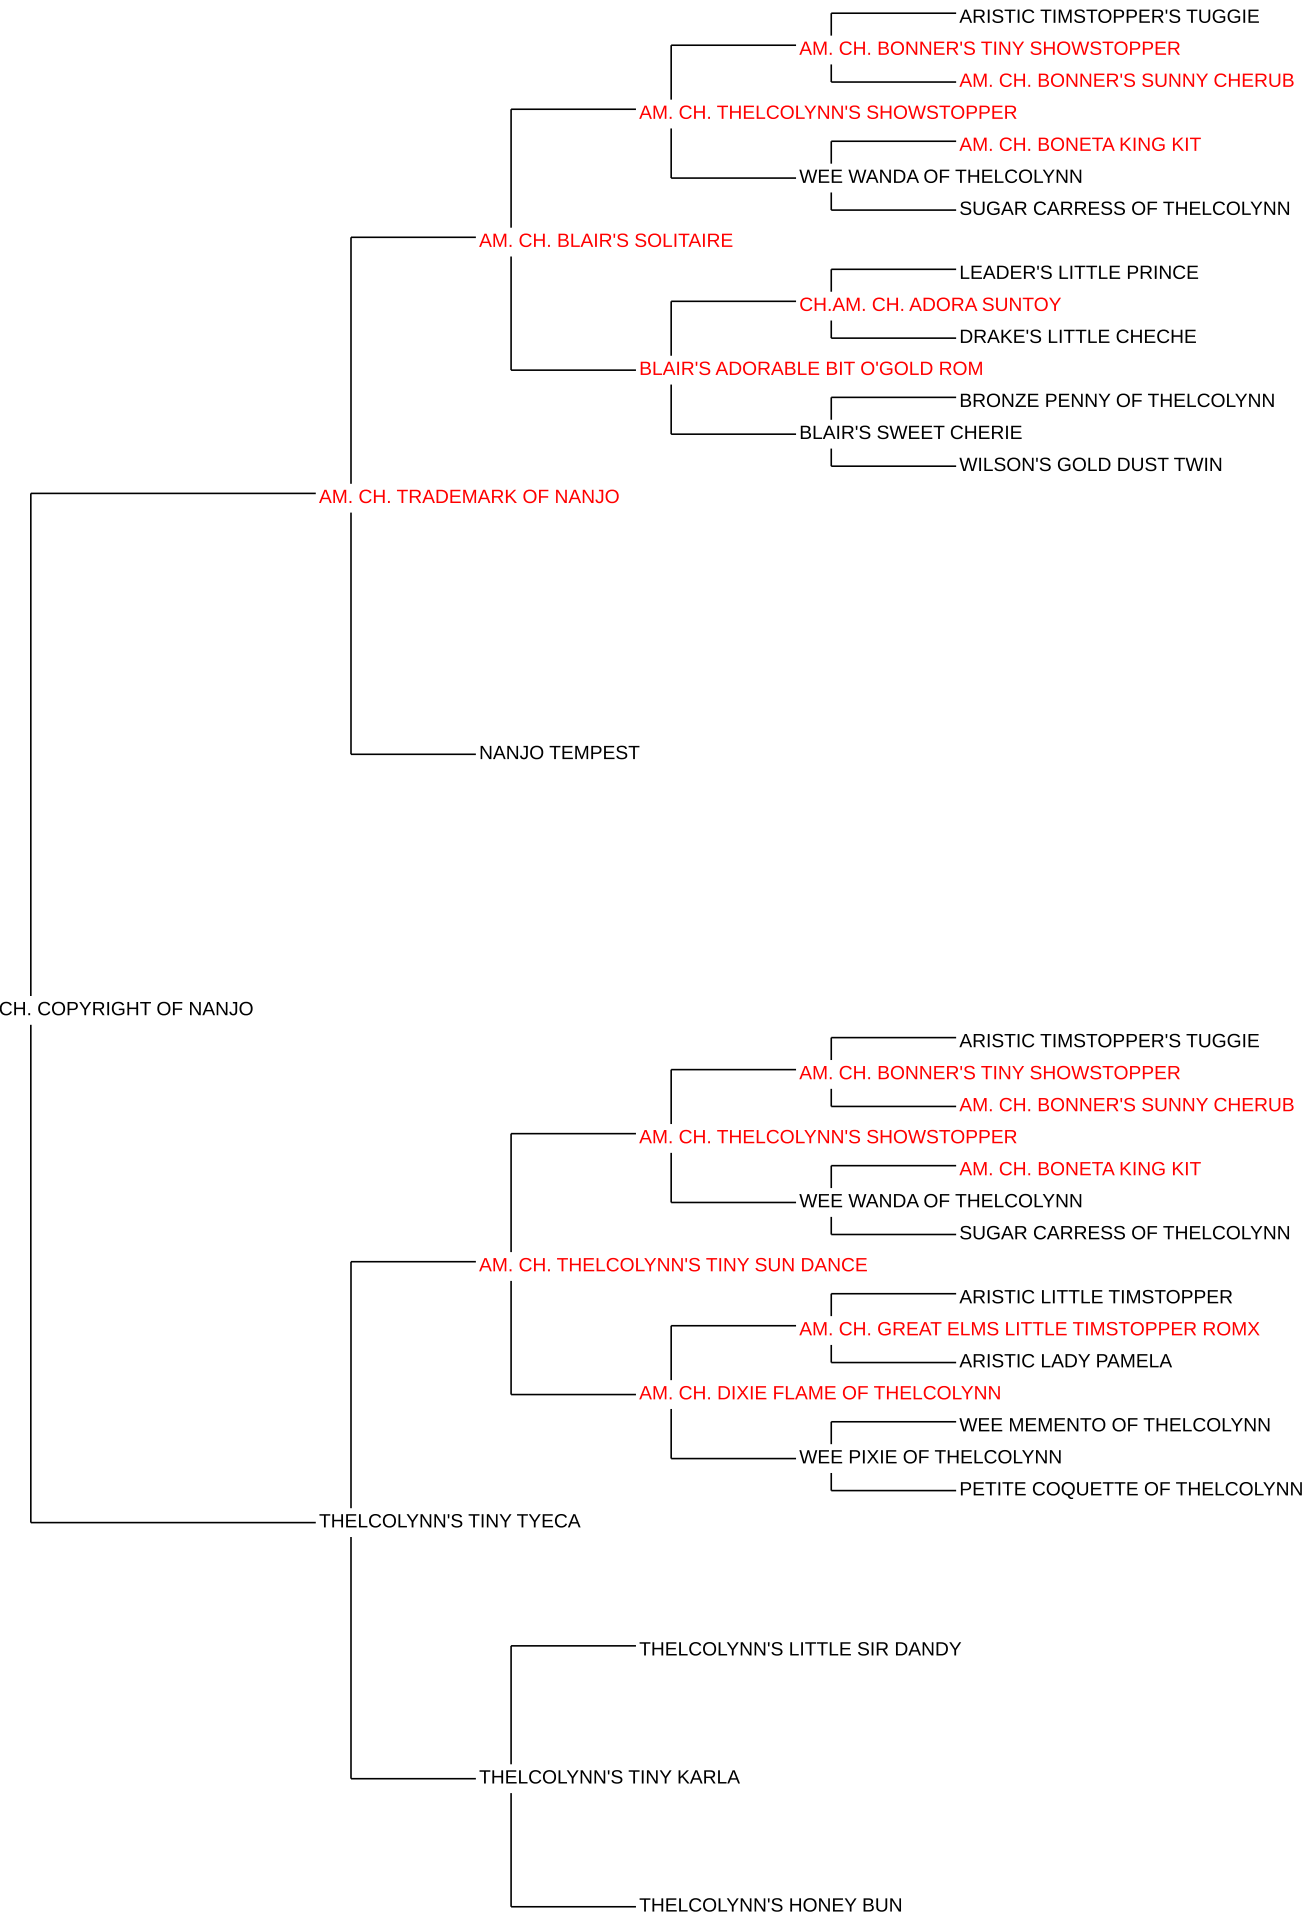 ARISTIC TIMSTOPPER'S TUGGIE
AM. CH. BONNER'S TINY SHOWSTOPPER
AM. CH. BONNER'S SUNNY CHERUB
AM. CH. THELCOLYNN'S SHOWSTOPPER
AM. CH. BONETA KING KIT
WEE WANDA OF THELCOLYNN
SUGAR CARRESS OF THELCOLYNN
AM. CH. BLAIR'S SOLITAIRE
LEADER'S LITTLE PRINCE
CH.AM. CH. ADORA SUNTOY
DRAKE'S LITTLE CHECHE
BLAIR'S ADORABLE BIT O'GOLD ROM
BRONZE PENNY OF THELCOLYNN
BLAIR'S SWEET CHERIE
WILSON'S GOLD DUST TWIN
AM. CH. TRADEMARK OF NANJO
NANJO TEMPEST
CH. COPYRIGHT OF NANJO
ARISTIC TIMSTOPPER'S TUGGIE
AM. CH. BONNER'S TINY SHOWSTOPPER
AM. CH. BONNER'S SUNNY CHERUB
AM. CH. THELCOLYNN'S SHOWSTOPPER
AM. CH. BONETA KING KIT
WEE WANDA OF THELCOLYNN
SUGAR CARRESS OF THELCOLYNN
AM. CH. THELCOLYNN'S TINY SUN DANCE
ARISTIC LITTLE TIMSTOPPER
AM. CH. GREAT ELMS LITTLE TIMSTOPPER ROMX
ARISTIC LADY PAMELA
AM. CH. DIXIE FLAME OF THELCOLYNN
WEE MEMENTO OF THELCOLYNN
WEE PIXIE OF THELCOLYNN
PETITE COQUETTE OF THELCOLYNN
THELCOLYNN'S TINY TYECA
THELCOLYNN'S LITTLE SIR DANDY
THELCOLYNN'S TINY KARLA
THELCOLYNN'S HONEY BUN